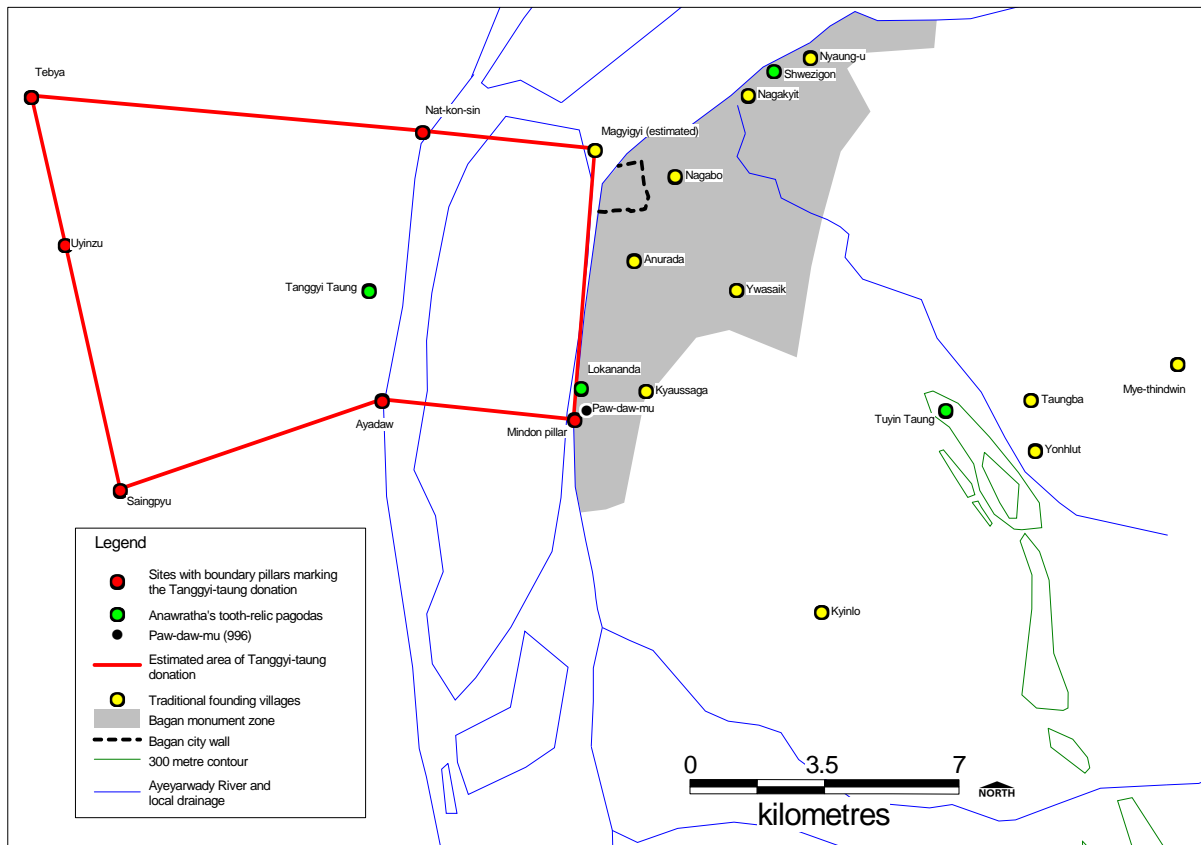 Tebya
Nat-kon-sin
Magyigyi (estimated)
Nyaung-u
Shwezigon
Nagakyit
Nagabo
Uyinzu
Anurada
Tanggyi Taung
Ywasaik
Lokananda
Kyaussaga
Paw-daw-mu
Mindon pillar
Ayadaw
Saingpyu
Mye-thindwin
Taungba
Tuyin Taung
Yonhlut
Kyinlo
Legend
Sites with boundary pillars marking
the Tanggyi-taung donation
Anawratha's tooth-relic pagodas
Paw-daw-mu (996)
Estimated area of Tanggyi-taung
donation
Traditional founding villages
Bagan monument zone
Bagan city wall
300 metre contour
Ayeyarwady River and
local drainage
0 3.5 7
kilometres
NORTH